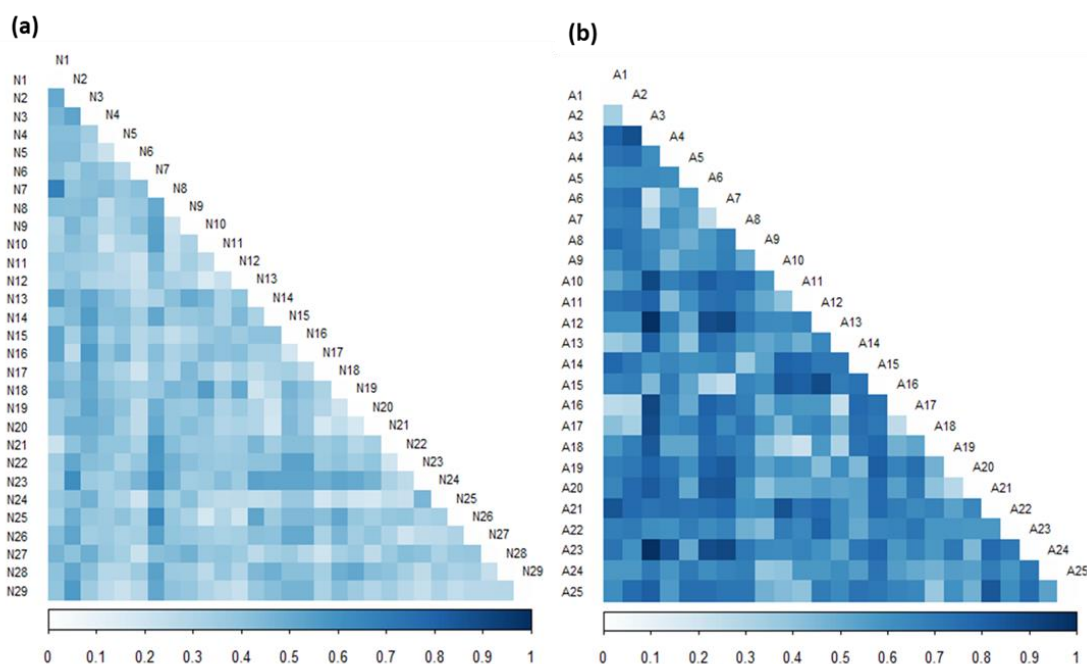 (a)
N1
N1 N2
N2 N3
N3 N4
N4 N5
N5 N6
N6 N7
N7 N8
N8 N9
N9 N10
N10 N11
N11 N12
N12 N13
N13 N14
N14 N15
N15 N16
N16 N17
N17 N18
N18 N19
N19 N20
N20 N21
N21 N22
N22 N23
N23 N24
N24 N25
N25 N26
N26 N27
N27 N28
N28 N29
N29
0 0.1 0.2 0.3 0.4 0.5 0.6 0.7 0.8 0.9 1
(b)
A1
A1 A2
A2 A3
A3 A4
A4 A5
A5 A6
A6 A7
A7 A8
A8 A9
A9 A10
A10 A11
A11 A12
A12 A13
A13 A14
A14 A15
A15 A16
A16 A17
A17 A18
A18 A19
A19 A20
A20 A21
A21 A22
A22 A23
A23 A24
A24 A25
A25
0 0.1 0.2 0.3 0.4 0.5 0.6 0.7 0.8 0.9 1